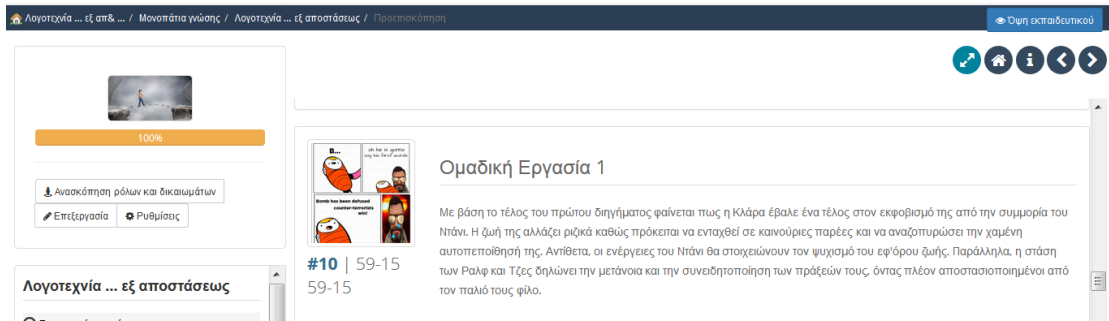 Λογοτεχνία ... εξ απ& ... / Μονοπάτια γνώσης / Λογοτεχνία ... εξ αποστάσεως / Προεπισκόπηση
Όψη εκπαιδευτικού
100%
Ανασκόπηση ρόλων και δικαιωμάτων
Επεξεργασία
Ρυθμίσεις
Λογοτεχνία ... εξ αποστάσεως
B...
oh he is gonna
say his first words
Bomb has been defused
counter-terrorists
win!
#10 | 59-15
59-15
Ομαδική Εργασία 1
Με βάση το τέλος του πρώτου διηγήματος φαίνεται πως η Κλάρα έβαλε ένα τέλος στον εκφοβισμό της από την συμμορία του
Ντάνι. Η ζωή της αλλάζει ριζικά καθώς πρόκειται να ενταχθεί σε καινούριες παρέες και να αναζοπυρώσει την χαμένη
αυτοπεποίθησή της. Αντίθετα, οι ενέργειες του Ντάνι θα στοιχειώνουν τον ψυχισμό του εφ'όρου ζωής. Παράλληλα, η στάση
των Ραλφ και Τζες δηλώνει την μετάνοια και την συνειδητοποίηση των πράξεών τους, όντας πλέον αποστασιοποιημένοι από
τον παλιό τους φίλο.